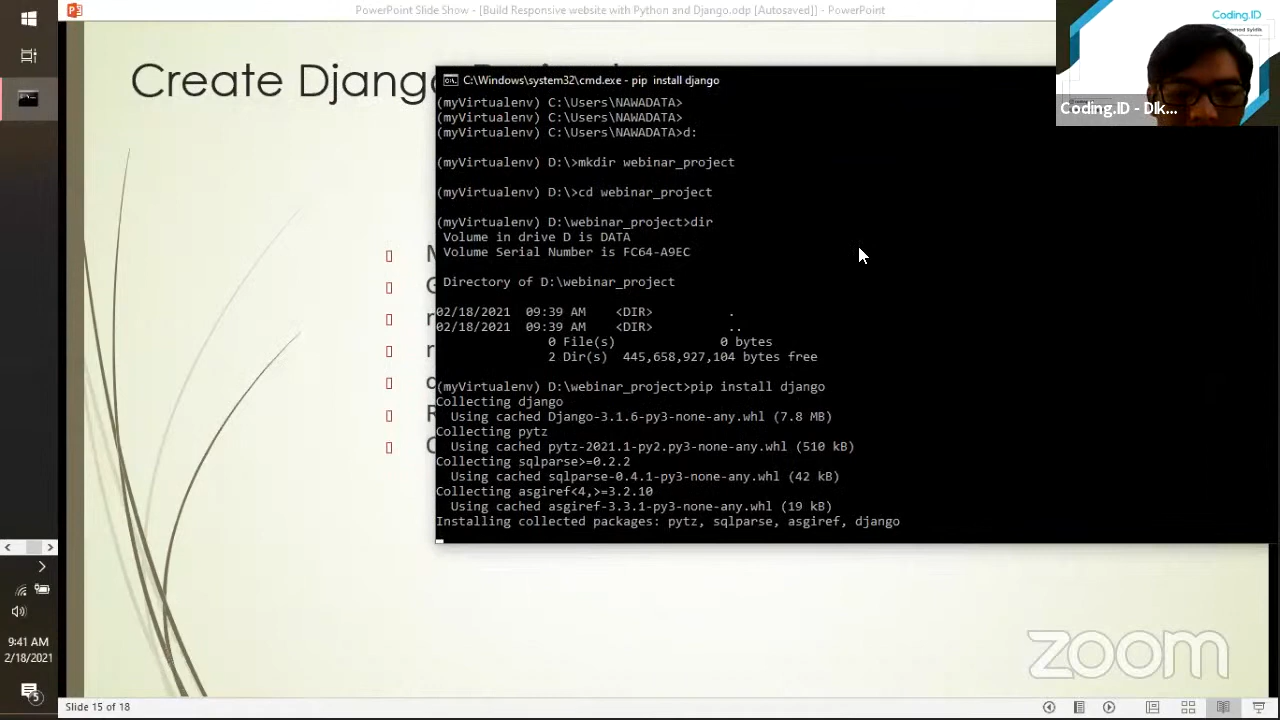 PowerPoint Slide Show - [Build Responsive website with Python and Django.odp [Autosaved]] - PowerPoint
Coding.ID
Coding.ID - Dk...
Create Djang
C:\Windows\system32\cmd.exe - pip install django
(myVirtualenv) C:\Users\NAWADATA>
(myVirtualenv) C:\Users\NAWADATA>
(myVirtualenv) C:\Users\NAWADATA>d:
(myVirtualenv) D:\>mkdir webinar_project
(myVirtualenv) D:\>cd webinar_project
(myVirtualenv) D:\webinar_project>dir
Volume in drive D is DATA
Volume Serial Number is FC64-A9EC
Directory of D:\webinar_project
02/18/2021 09:39 AM <DIR> .
02/18/2021 09:39 AM <DIR> ..
0 File(s) 0 bytes
2 Dir(s) 445,658,927,104 bytes free
(myVirtualenv) D:\webinar_project>pip install django
Collecting django
Using cached Django-3.1.6-py3-none-any.whl (7.8 MB)
Collecting pytz
Using cached pytz-2021.1-py2.py3-none-any.whl (510 kB)
Collecting sqlparse>=0.2.2
Using cached sqlparse-0.4.1-py3-none-any.whl (42 kB)
Collecting asgiref<4,>=3.2.10
Using cached asgiref-3.3.1-py3-none-any.whl (19 kB)
Installing collected packages: pytz, sqlparse, asgiref, django
9:41 AM
2/18/2021
5
zoom
Slide 15 of 18